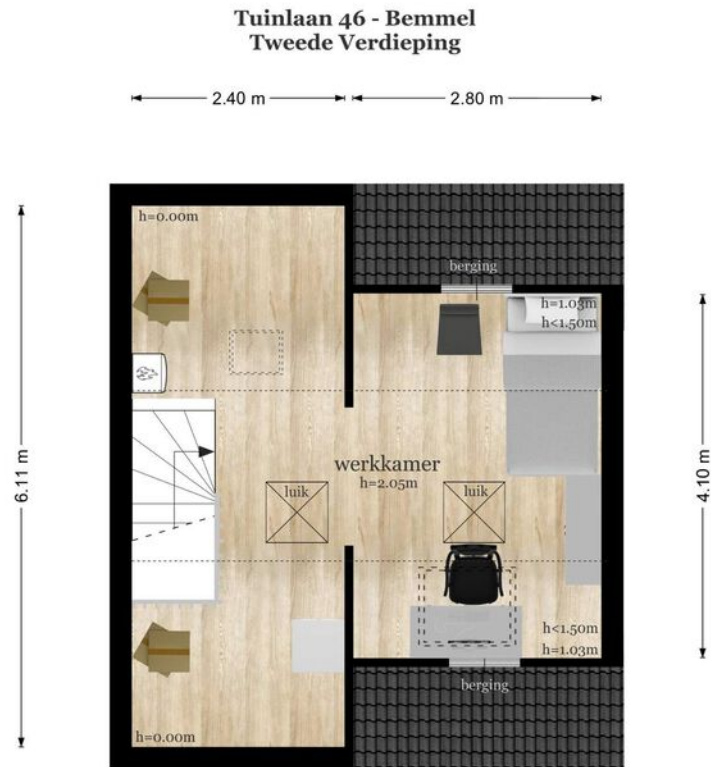 Tuinlaan 46 - Bemmel
Tweede Verdieping
2.40 m
2.80 m
h=0.00m
berging
h=1.03m
h<1.50m
6.11 m
4.10 m
werkkamer
h=2.05m
luik
luik
h<1.50m
h=1.03m
berging
h=0.00m